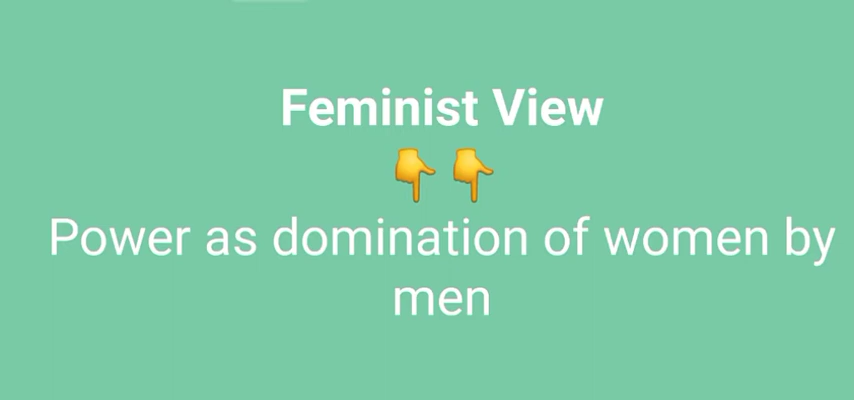 Feminist View
👇👇
Power as domination of women by
men